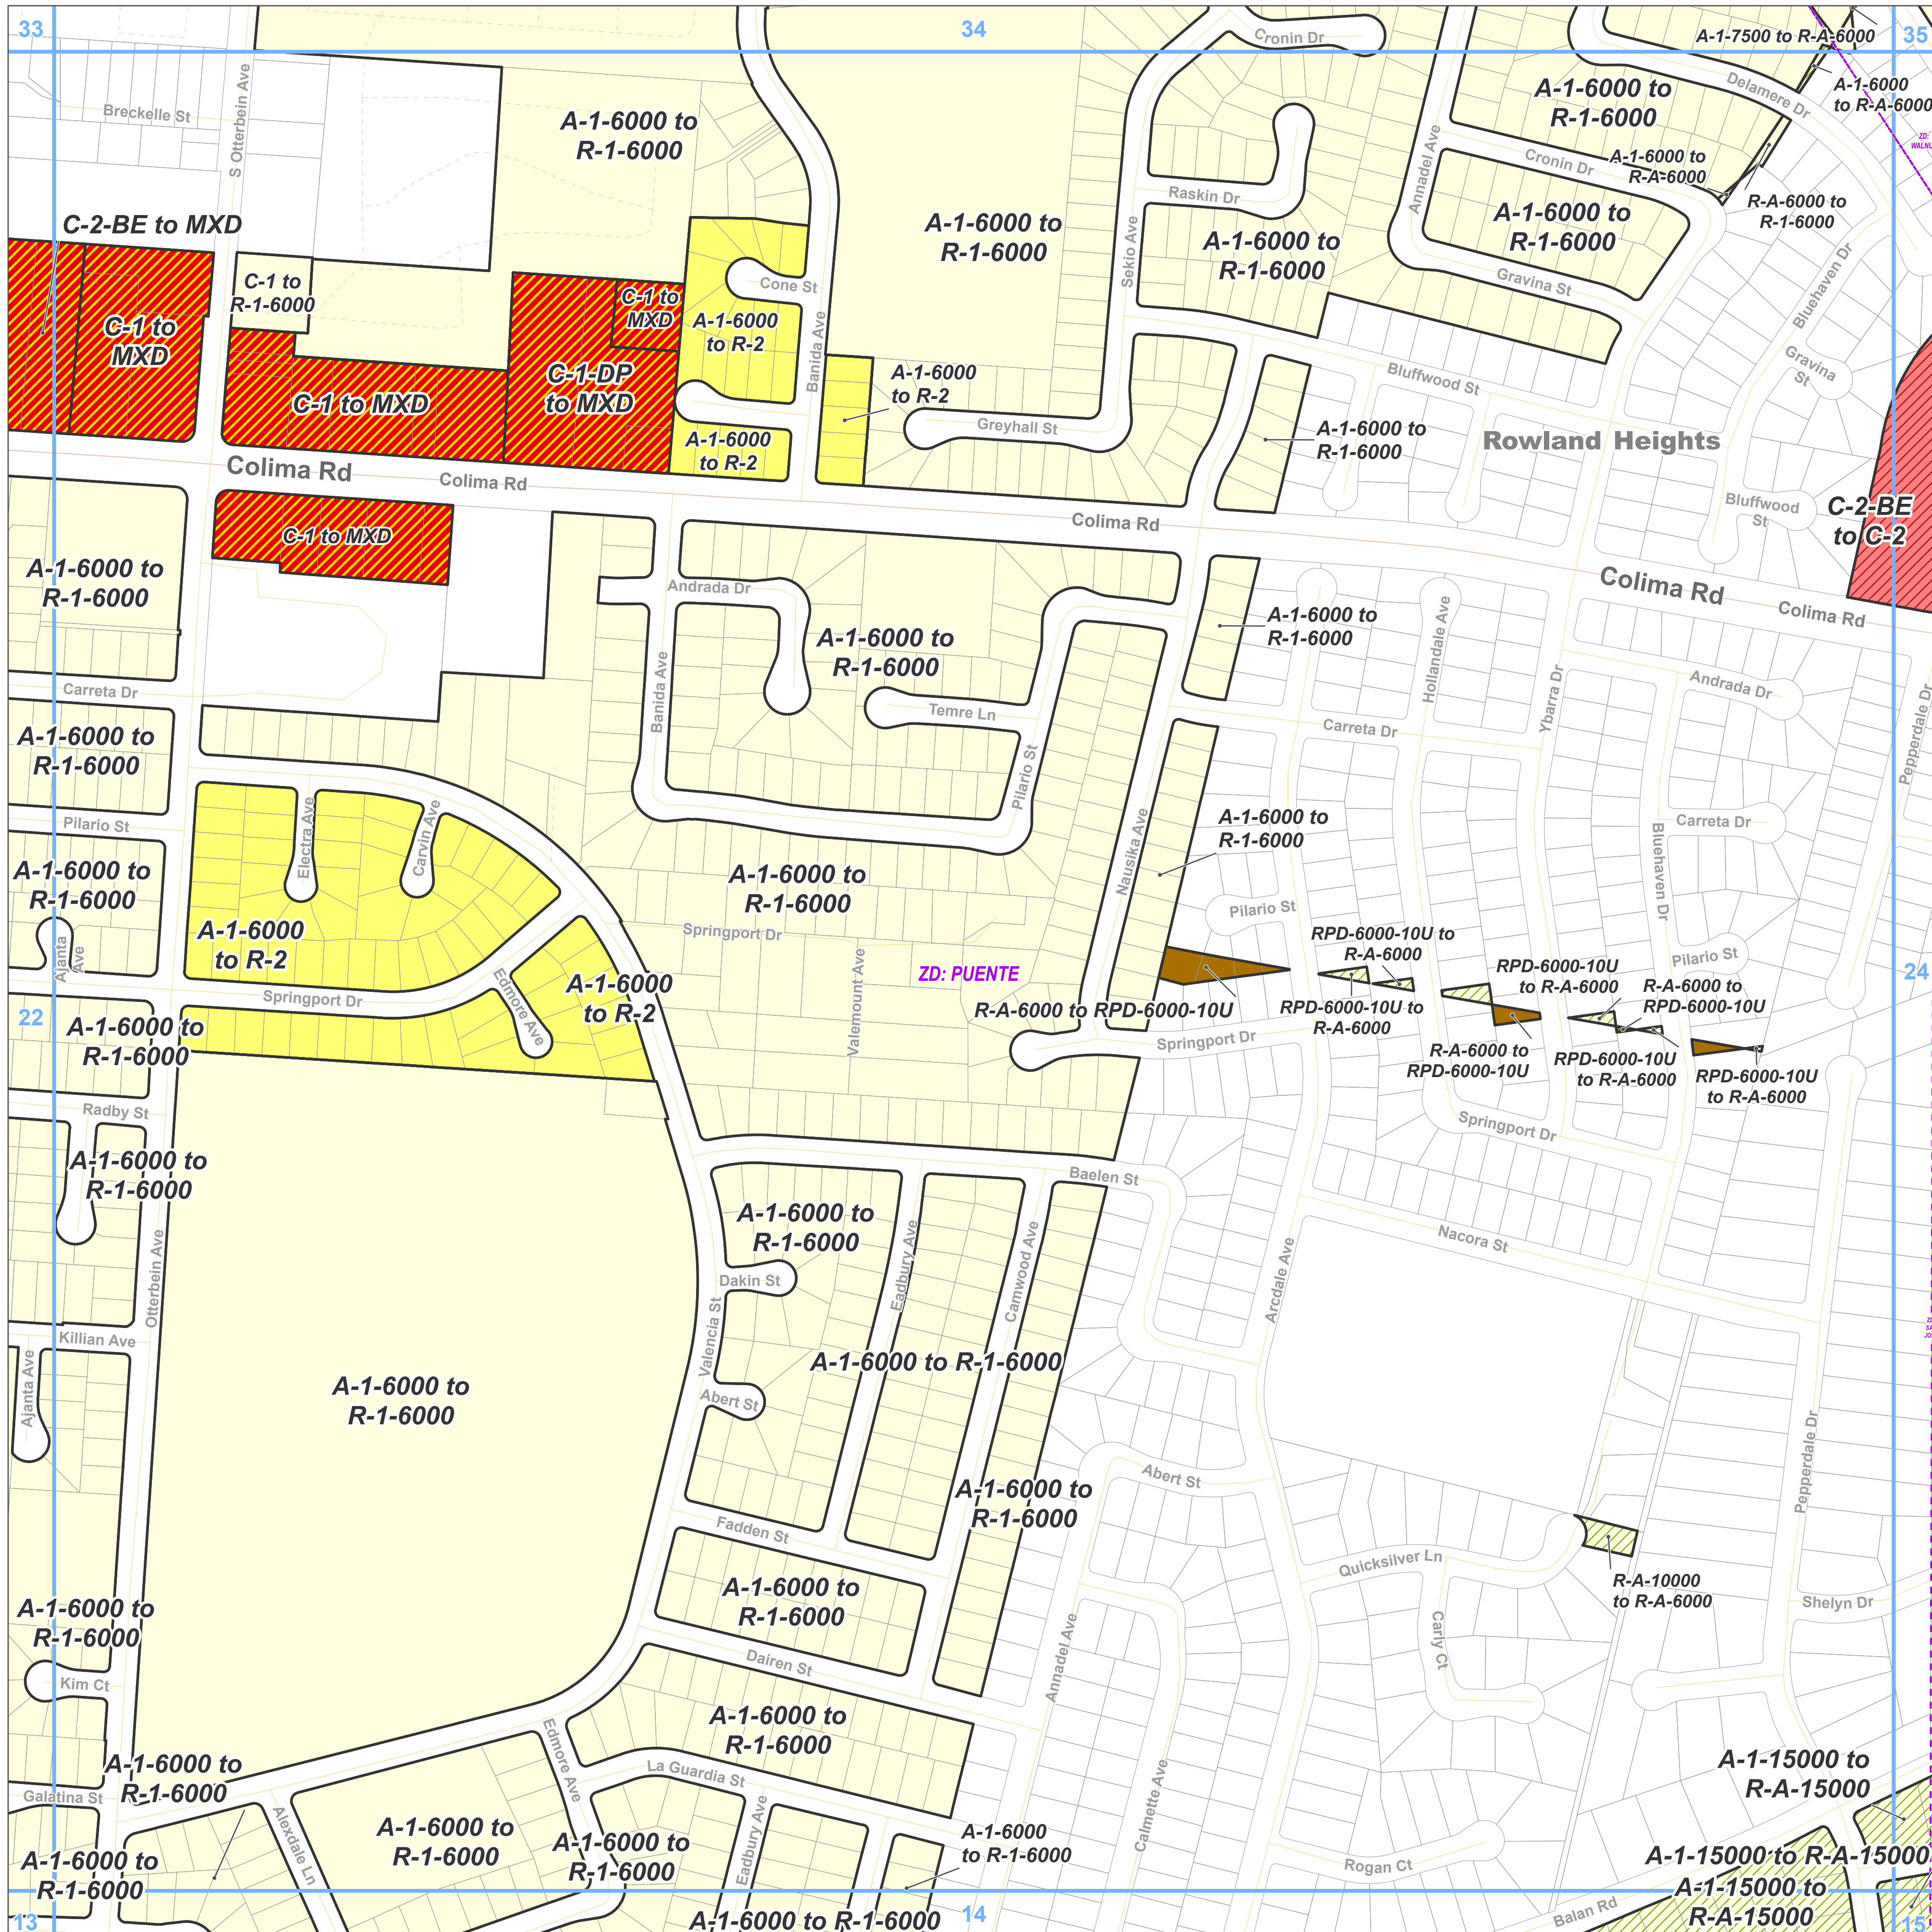 33
34
35
Cronin Dr
A-1-7500 to R-A-6000
Breckelle St
S Otterbein Ave
A-1-6000 to
R-1-6000
A-1-6000 to
R-1-6000
Delamere Dr
A-1-6000
to R-A-6000
Annadel Ave
Cronin Dr
A-1-6000 to
R-A-6000
Raskin Dr
R-A-6000 to
R-1-6000
C-2-BE to MXD
A-1-6000 to
R-1-6000
Sekio Ave
A-1-6000 to
R-1-6000
A-1-6000 to
R-1-6000
Gravina St
Bluehaven Dr
C-1 to
R-1-6000
Cone St
C-1 to
MXD
C-1 to
MXD
A-1-6000
to R-2
Banida Ave
Gravina
St
C-1-DP
to MXD
A-1-6000
to R-2
Bluffwood St
C-1 to MXD
A-1-6000
to R-2
Greyhall St
A-1-6000 to
R-1-6000
Rowland Heights
Colima Rd
Colima Rd
Colima Rd
Bluffwood
St
C-2-BE
to C-2
C-1 to MXD
A-1-6000 to
R-1-6000
Andrada Dr
Colima Rd
Colima Rd
A-1-6000 to
R-1-6000
A-1-6000 to
R-1-6000
Hollandale Ave
Ybarra Dr
Andrada Dr
Pepperdale Dr
Carreta Dr
Banida Ave
Temre Ln
Carreta Dr
A-1-6000 to
R-1-6000
Pilario St
Pilario St
Electra Ave
Carvin Ave
Nausika Ave
A-1-6000 to
R-1-6000
Carreta Dr
Bluehaven Dr
A-1-6000 to
R-1-6000
A-1-6000 to
R-1-6000
Pilario St
A-1-6000
to R-2
Springport Dr
Ajanta
Ave
RPD-6000-10U to
R-A-6000
Pilario St
ZD: PUENTE
Edmore Ave
A-1-6000
to R-2
Valemount Ave
RPD-6000-10U
to R-A-6000
24
Springport Dr
R-A-6000 to RPD-6000-10U
RPD-6000-10U to
R-A-6000
R-A-6000 to
RPD-6000-10U
22
A-1-6000 to
R-1-6000
Springport Dr
R-A-6000 to
RPD-6000-10U
RPD-6000-10U
to R-A-6000
RPD-6000-10U
to R-A-6000
Radby St
Springport Dr
A-1-6000 to
R-1-6000
Baelen St
A-1-6000 to
R-1-6000
Otterbein Ave
Eadbury Ave
Camwood Ave
Arcdale Ave
Nacora St
Dakin St
Killian Ave
Valencia St
Ajanta Ave
A-1-6000 to
R-1-6000
A-1-6000 to R-1-6000
Abert St
Pepperdale Dr
Abert St
A-1-6000 to
R-1-6000
Fadden St
Quicksilver Ln
A-1-6000 to
R-1-6000
R-A-10000
to R-A-6000
Shelyn Dr
A-1-6000 to
R-1-6000
Carly Ct
Annadel Ave
Dairen St
Kim Ct
A-1-6000 to
R-1-6000
Edmore Ave
A-1-6000 to
R-1-6000
La Guardia St
Galatina St
A-1-15000 to
R-A-15000
Alexdale Ln
A-1-6000 to
R-1-6000
A-1-6000 to
R-1-6000
Eadbury Ave
A-1-6000
to R-1-6000
Calmette Ave
Rogan Ct
A-1-15000 to R-A-15000
A-1-6000 to
R-1-6000
A-1-15000 to
R-A-15000
Balan Rd
13
A-1-6000 to R-1-6000
14
15